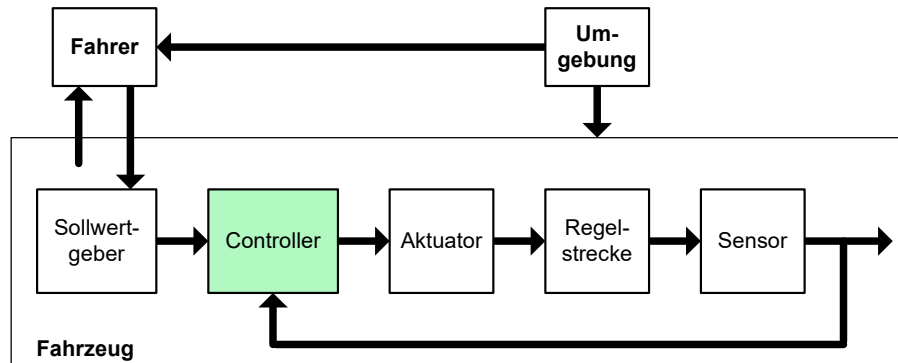 Fahrer
Um-
gebung
Sollwert-
geber
Controller
Aktuator
Regel-
strecke
Sensor
Fahrzeug